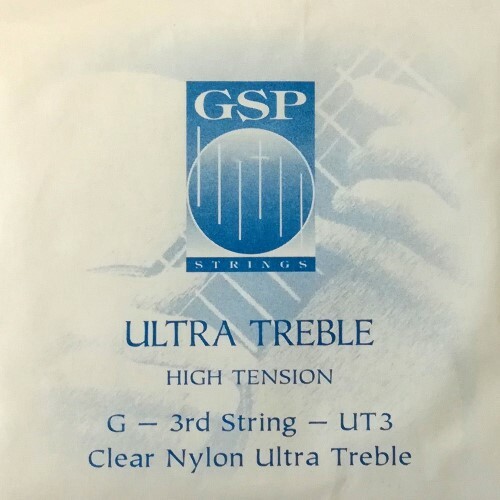 GSP
STRINGS
ULTRA TREBLE
HIGH TENSION
G – 3rd String – UT3
Clear Nylon Ultra Treble